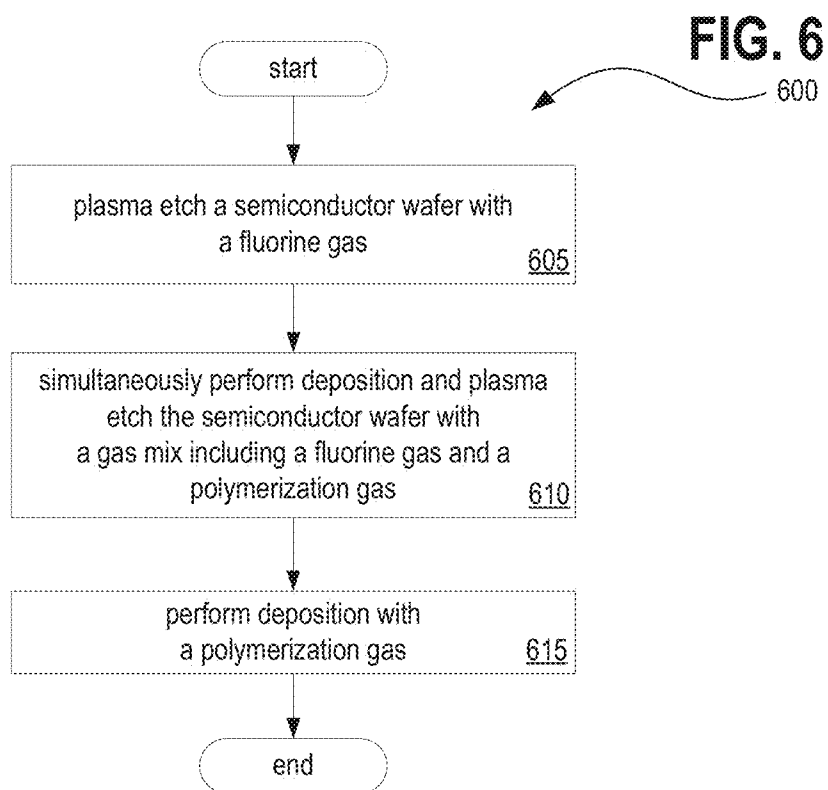 FIG. 6
600
start
plasma etch a semiconductor wafer with
a fluorine gas
605
simultaneously perform deposition and plasma
etch the semiconductor wafer with
a gas mix including a fluorine gas and a
polymerization gas
610
perform deposition with
a polymerization gas
615
end